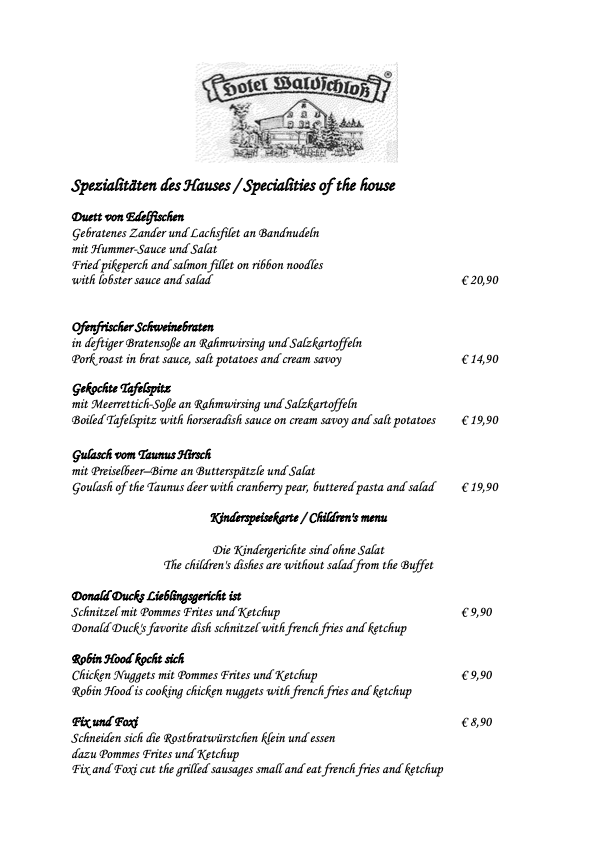 Hotel Waldschloß ®
Spezialitäten des Hauses / Specialities of the house
Duett von Edelfischen
Gebratenes Zander und Lachsfilet an Bandnudeln
mit Hummer-Sauce und Salat
Fried pikeperch and salmon fillet on ribbon noodles
with lobster sauce and salad € 20,90
Ofenfrischer Schweinebraten
in deftiger Bratensoße an Rahmwirsing und Salzkartoffeln
Pork roast in brat sauce, salt potatoes and cream savoy € 14,90
Gekochte Tafelspitz
mit Meerrettich-Soße an Rahmwirsing und Salzkartoffeln
Boiled Tafelspitz with horseradish sauce on cream savoy and salt potatoes € 19,90
Gulasch vom Taunus Hirsch
mit Preiselbeer–Birne an Butterspätzle und Salat
Goulash of the Taunus deer with cranberry pear, buttered pasta and salad € 19,90
Kinderspeisekarte / Children's menu
Die Kindergerichte sind ohne Salat
The children's dishes are without salad from the Buffet
Donald Ducks Lieblingsgericht ist
Schnitzel mit Pommes Frites und Ketchup € 9,90
Donald Duck's favorite dish schnitzel with french fries and ketchup
Robin Hood kocht sich
Chicken Nuggets mit Pommes Frites und Ketchup € 9,90
Robin Hood is cooking chicken nuggets with french fries and ketchup
Fix und Foxi € 8,90
Schneiden sich die Rostbratwürstchen klein und essen
dazu Pommes Frites und Ketchup
Fix and Foxi cut the grilled sausages small and eat french fries and ketchup